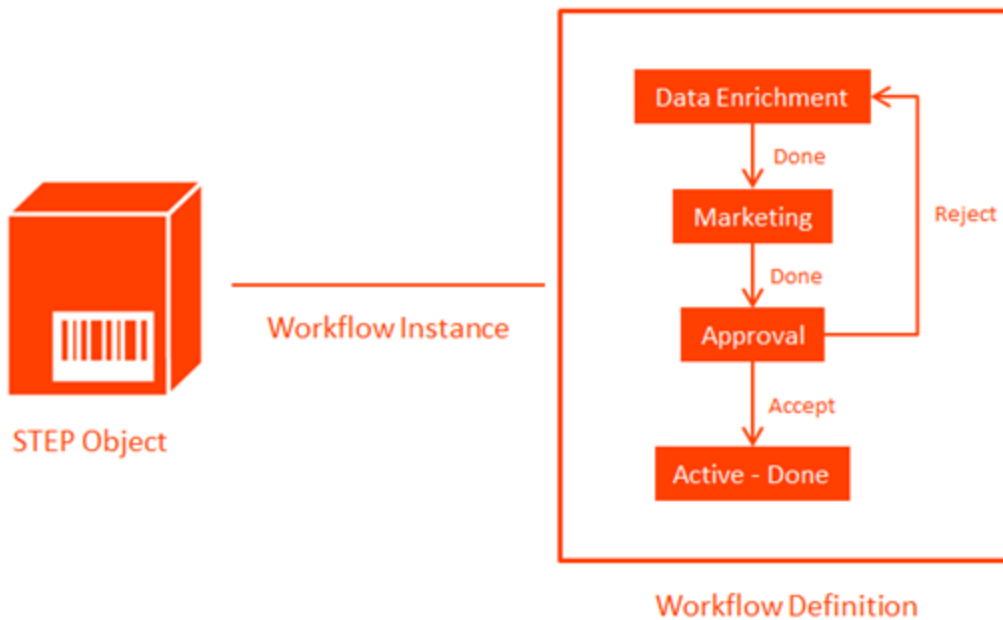 Data Enrichment
Done
Marketing
Reject
Done
Workflow Instance
Approval
Accept
STEP Object
Active - Done
Workflow Definition